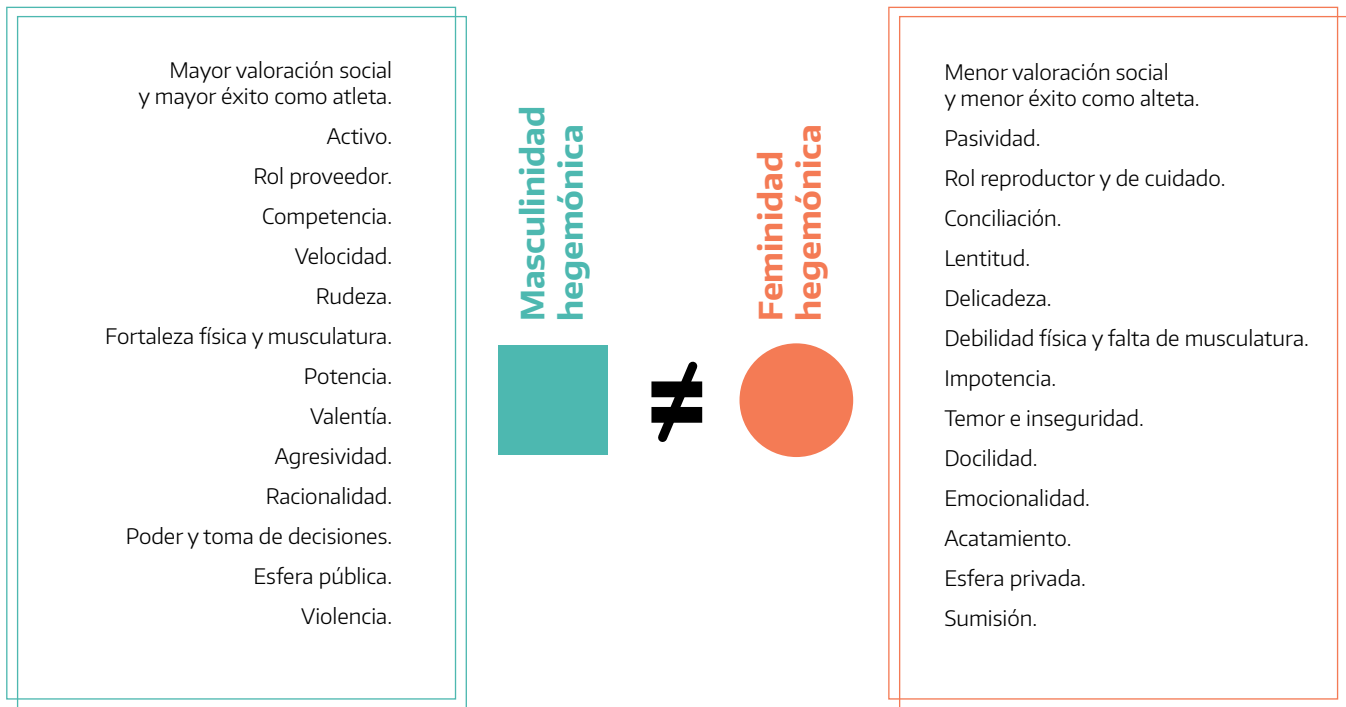 Mayor valoración social
y mayor éxito como atleta.
Activo.
Rol proveedor.
Competencia.
Velocidad.
Rudeza.
Fortaleza física y musculatura.
Potencia.
Valentía.
Agresividad.
Racionalidad.
Poder y toma de decisiones.
Esfera pública.
Violencia.
Masculinidad
hegemónica
≠
Feminidad
hegemónica
Menor valoración social
y menor éxito como alteta.
Pasividad.
Rol reproductor y de cuidado.
Conciliación.
Lentitud.
Delicadeza.
Debilidad física y falta de musculatura.
Impotencia.
Temor e inseguridad.
Docilidad.
Emocionalidad.
Acatamiento.
Esfera privada.
Sumisión.